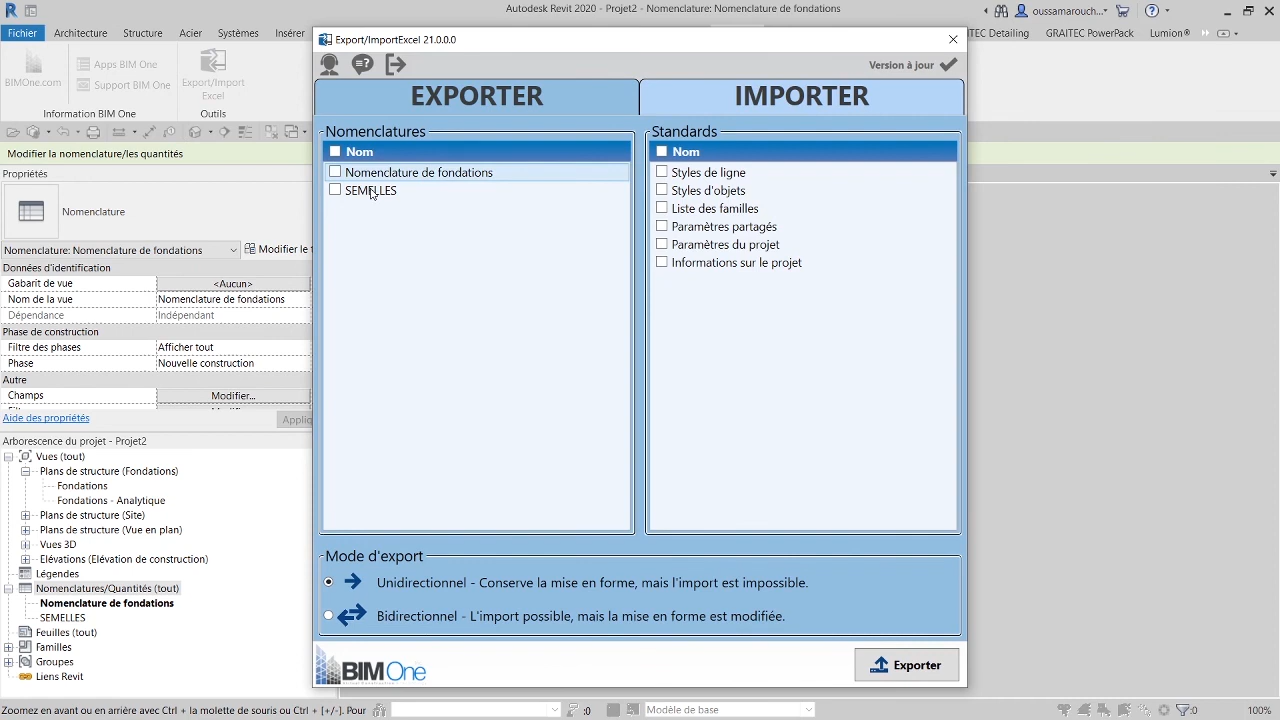 Autodesk Revit 2020 - Projet2 - Nomenclature: Nomenclature de fondations
oussamarouch...
Fichier Architecture Structure Acier Systèmes Insérer
ITEC Detailing GRAITEC PowerPack Lumion®
BIMOne.com
Apps BIM One
Support BIM One
Export/Import
Excel
Information BIM One
Outils
Modifier la nomenclature/les quantités
Propriétés
Nomenclature
Nomenclature: Nomenclature de fondations
Modifier le t
Données d'identification
Gabarit de vue <Aucun>
Nom de la vue Nomenclature de fondations
Dépendance Indépendant
Phase de construction
Filtre des phases Afficher tout
Phase Nouvelle construction
Autre
Champs Modifier...
Aide des propriétés
Appliq
Arborescence du projet - Projet2
Vues (tout)
Plans de structure (Fondations)
Fondations
Fondations - Analytique
Plans de structure (Site)
Plans de structure (Vue en plan)
Vues 3D
Elévations (Elévation de construction)
Légendes
Nomenclatures/Quantités (tout)
Nomenclature de fondations
SEMELLES
Feuilles (tout)
Familles
Groupes
Liens Revit
Export/ImportExcel 21.0.0.0
Version à jour
EXPORTER
IMPORTER
Nomenclatures
Nom
Nomenclature de fondations
SEMELLES
Standards
Nom
Styles de ligne
Styles d'objets
Liste des familles
Paramètres partagés
Paramètres du projet
Informations sur le projet
Mode d'export
Unidirectionnel - Conserve la mise en forme, mais l'import est impossible.
Bidirectionnel - L'import possible, mais la mise en forme est modifiée.
BIMOne
Exporter
Zoomez en avant ou en arrière avec Ctrl + la molette de souris ou Ctrl + [+/-]. Pour
:0
Modèle de base
:0
100%